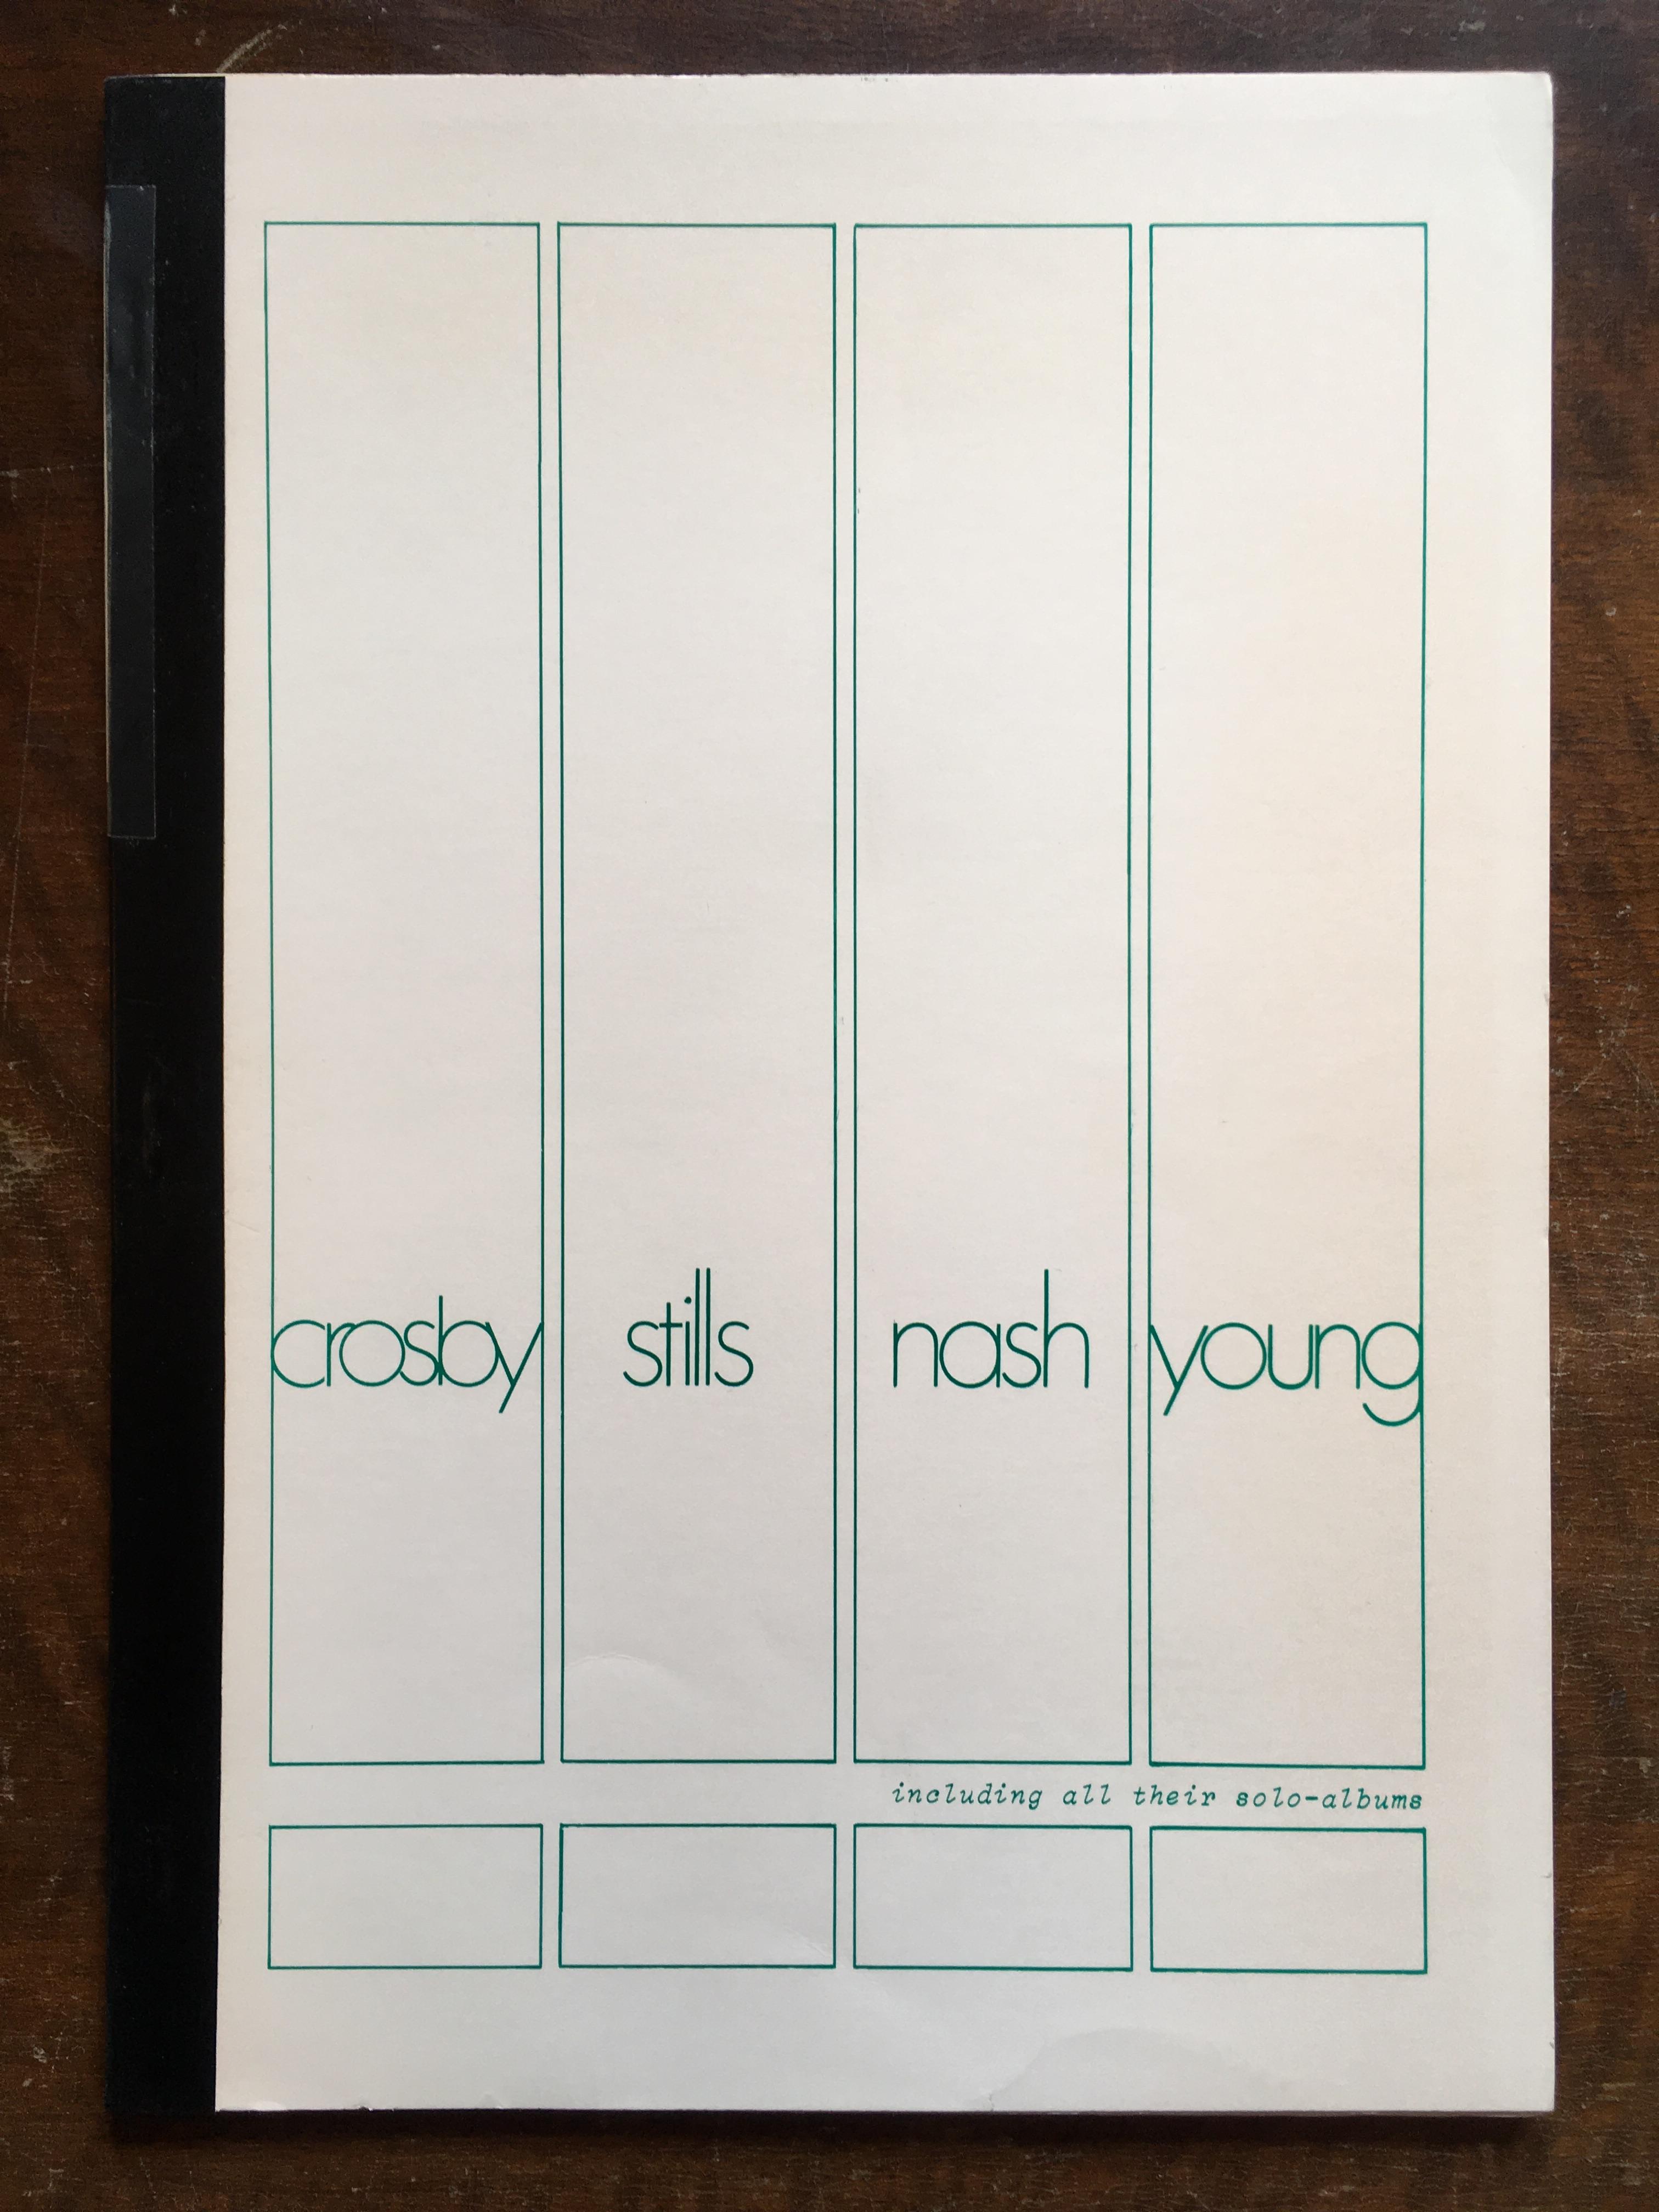 crosby stills nash young
including all their solo-albums